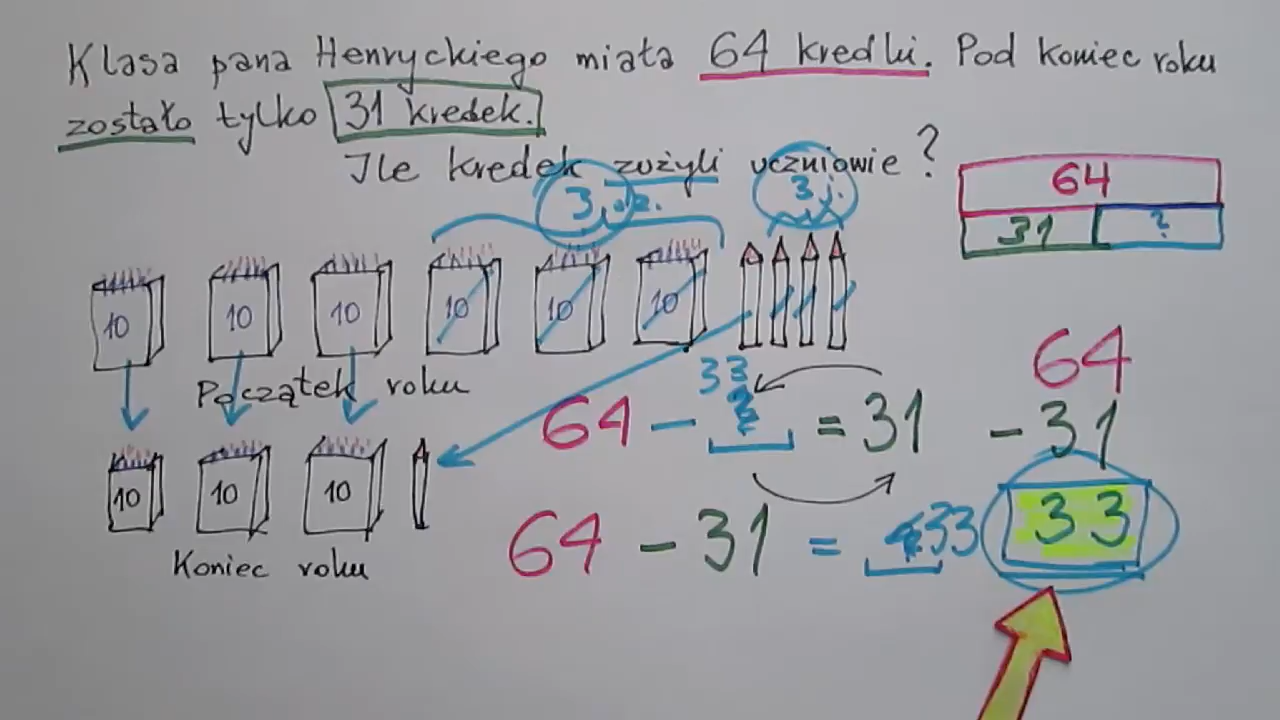 Klasa pana Henryckiego miała 64 kredki. Pod koniec roku
zostało tylko 31 kredek.
Ile kredek zużyli uczniowie?
3 dz. 3 j.
64
31 ?
10 10 10 10 10 10
Początek roku
10 10 10
Koniec roku
33
64 - ? = 31
64 - 31 = 33
64
- 31
33